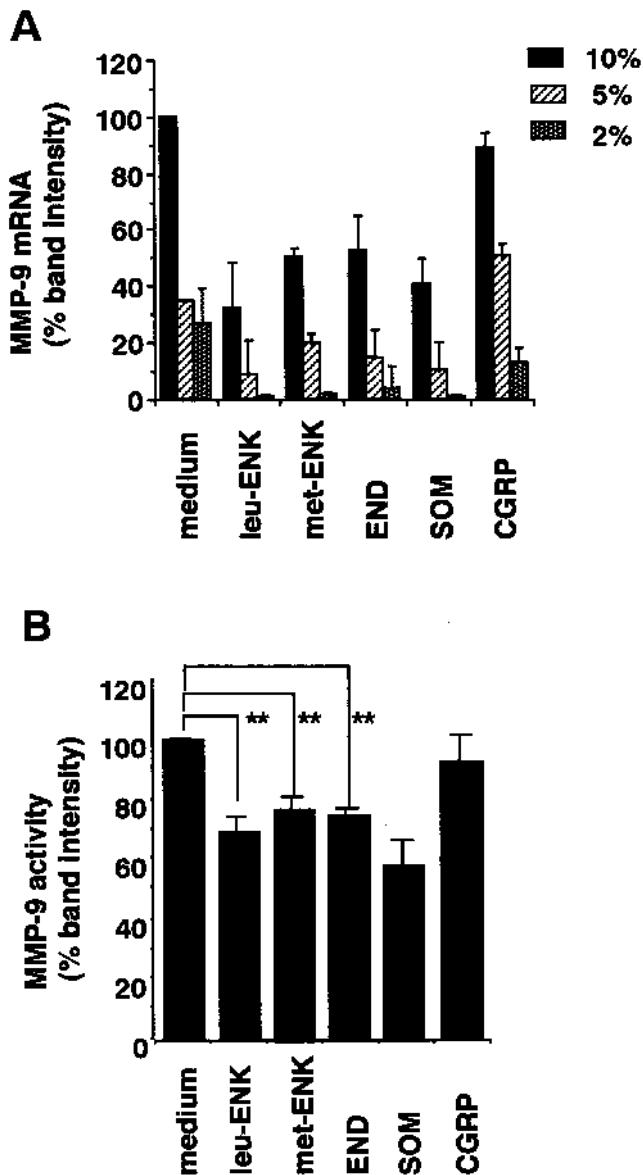 A
120
100
80
60
40
20
0
MMP-9 mRNA
(% band intensity)
10%
5%
2%
medium
leu-ENK
met-ENK
END
SOM
CGRP
B
120
100
80
60
40
20
0
MMP-9 activity
(% band intensity)
** ** **
medium
leu-ENK
met-ENK
END
SOM
CGRP